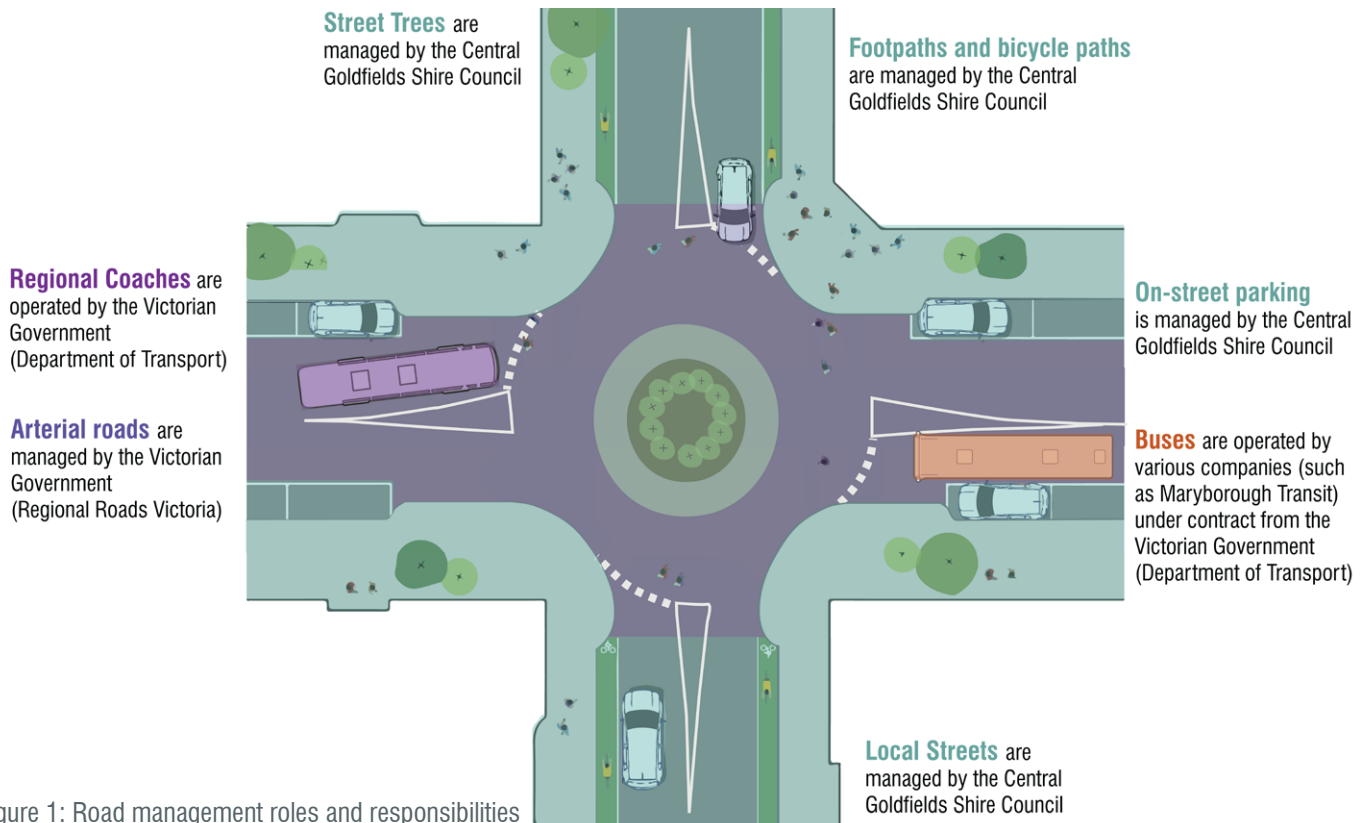 Street Trees are
managed by the Central
Goldfields Shire Council
Footpaths and bicycle paths
are managed by the Central
Goldfields Shire Council
Regional Coaches are
operated by the Victorian
Government
(Department of Transport)
On-street parking
is managed by the Central
Goldfields Shire Council
Arterial roads are
managed by the Victorian
Government
(Regional Roads Victoria)
Buses are operated by
various companies (such
as Maryborough Transit)
under contract from the
Victorian Government
(Department of Transport)
Local Streets are
managed by the Central
Goldfields Shire Council
gure 1: Road management roles and responsibilities